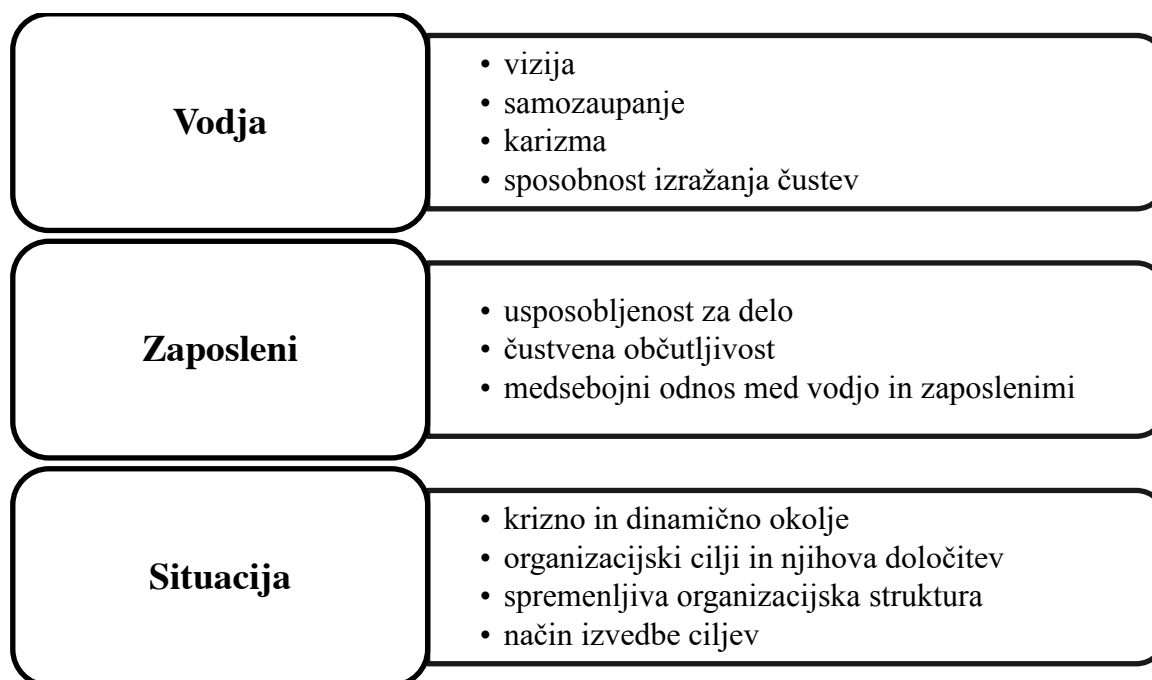 Vodja
• vizija
• samozaupanje
• karizma
• sposobnost izražanja čustev
Zaposleni
• usposobljenost za delo
• čustvena občutljivost
• medsebojni odnos med vodjo in zaposlenimi
Situacija
• krizno in dinamično okolje
• organizacijski cilji in njihova določitev
• spremenljiva organizacijska struktura
• način izvedbe ciljev